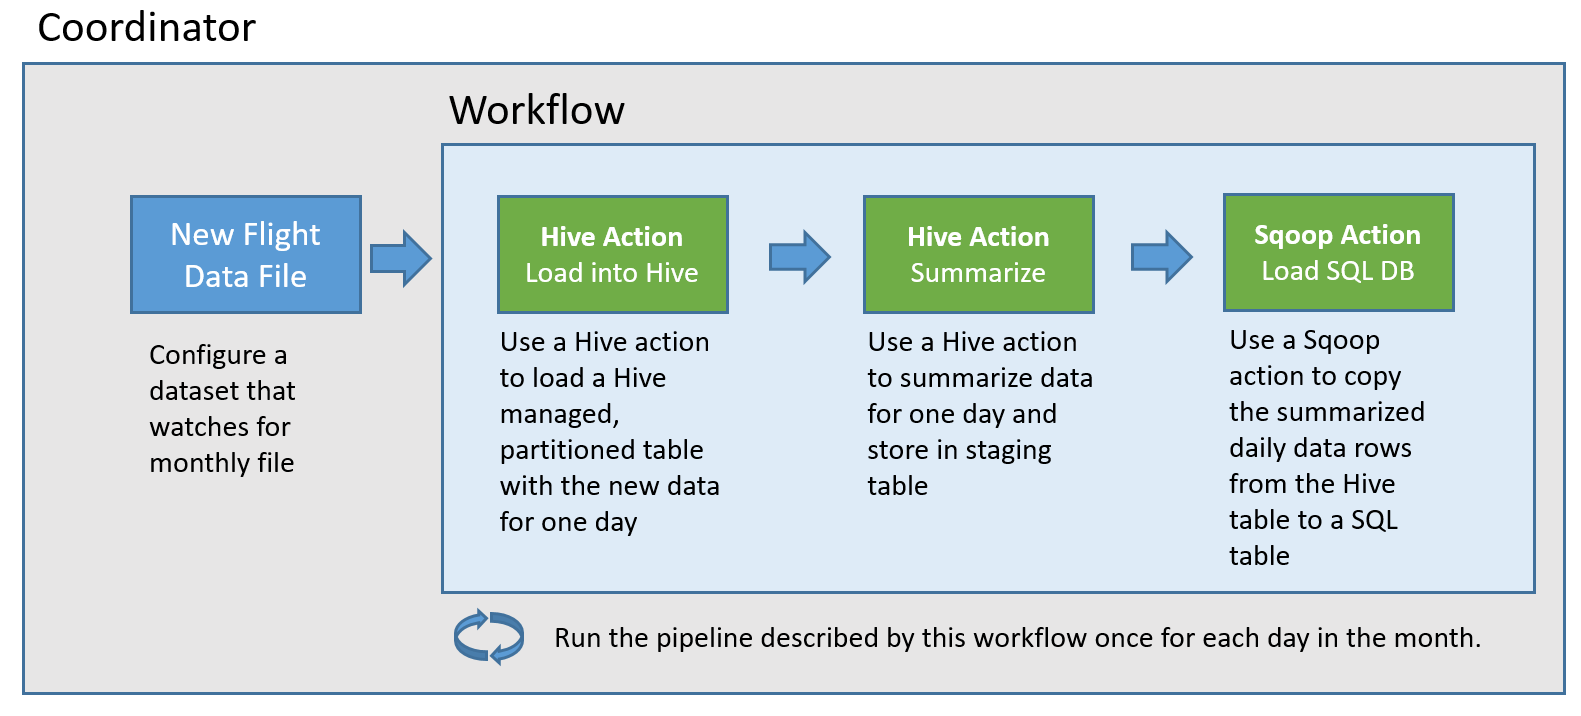 Coordinator
Workflow
New Flight
Data File
Configure a
dataset that
watches for
monthly file
Hive Action
Load into Hive
Use a Hive action
to load a Hive
managed,
partitioned table
with the new data
for one day
Hive Action
Summarize
Use a Hive action
to summarize data
for one day and
store in staging
table
Sqoop Action
Load SQL DB
Use a Sqoop
action to copy
the summarized
daily data rows
from the Hive
table to a SQL
table
Run the pipeline described by this workflow once for each day in the month.